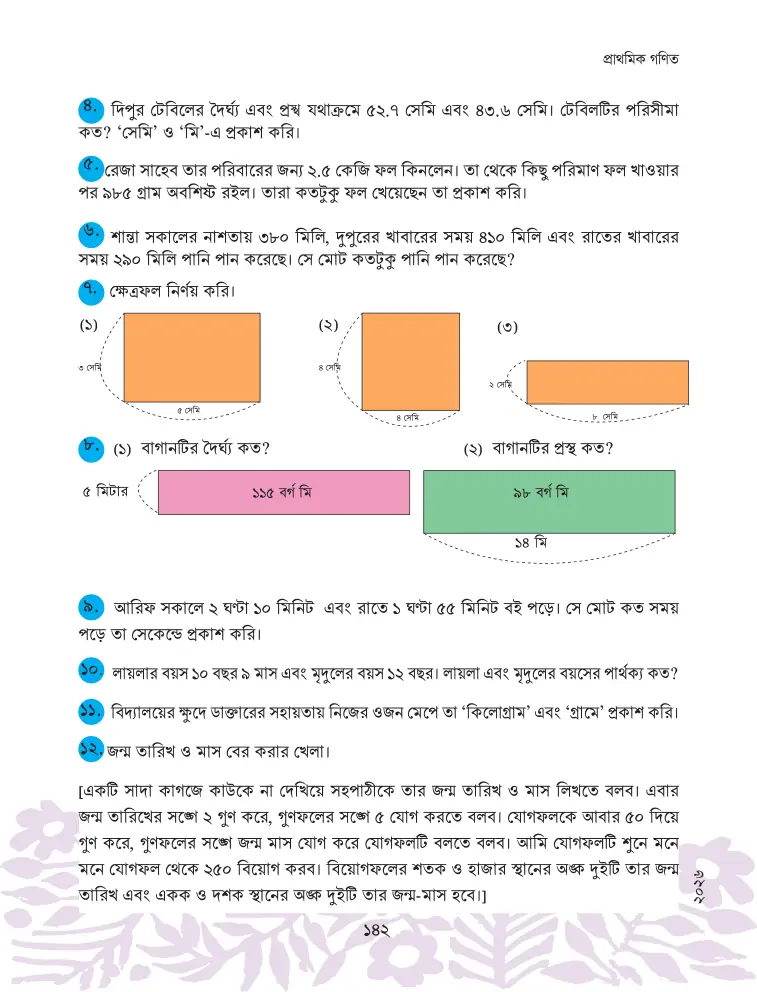 প্রাথমিক গণিত
৪. দিপুর টেবিলের দৈর্ঘ্য এবং প্রস্থ যথাক্রমে ৫২.৭ সেমি এবং ৪৩.৬ সেমি। টেবিলটির পরিসীমা
কত? ‘সেমি’ ও ‘মি’-এ প্রকাশ করি।
৫. রেজা সাহেব তার পরিবারের জন্য ২.৫ কেজি ফল কিনলেন। তা থেকে কিছু পরিমাণ ফল খাওয়ার
পর ৯৮৫ গ্রাম অবশিষ্ট রইল। তারা কতটুকু ফল খেয়েছেন তা প্রকাশ করি।
৬. শান্তা সকালের নাশতায় ৩৮০ মিলি, দুপুরের খাবারের সময় ৪১০ মিলি এবং রাতের খাবারের
সময় ২৯০ মিলি পানি পান করেছে। সে মোট কতটুকু পানি পান করেছে?
৭. ক্ষেত্রফল নির্ণয় করি।
(১) (২) (৩)
৩ সেমি ৪ সেমি ২ সেমি
৫ সেমি ৪ সেমি ৮ সেমি
৮. (১) বাগানটির দৈর্ঘ্য কত? (২) বাগানটির প্রস্থ কত?
৫ মিটার ১১৫ বর্গ মি ৯৮ বর্গ মি
১৪ মি
৯. আরিফ সকালে ২ ঘণ্টা ১০ মিনিট এবং রাতে ১ ঘণ্টা ৫৫ মিনিট বই পড়ে। সে মোট কত সময়
পড়ে তা সেকেন্ডে প্রকাশ করি।
১০. লায়লার বয়স ১০ বছর ৯ মাস এবং মৃদুলের বয়স ১২ বছর। লায়লা এবং মৃদুলের বয়সের পার্থক্য কত?
১১. বিদ্যালয়ের ক্ষুদে ডাক্তারের সহায়তায় নিজের ওজন মেপে তা ‘কিলোগ্রাম’ এবং ‘গ্রামে’ প্রকাশ করি।
১২. জন্ম তারিখ ও মাস বের করার খেলা।
[একটি সাদা কাগজে কাউকে না দেখিয়ে সহপাঠীকে তার জন্ম তারিখ ও মাস লিখতে বলব। এবার
জন্ম তারিখের সঙ্গে ২ গুণ করে, গুণফলের সঙ্গে ৫ যোগ করতে বলব। যোগফলকে আবার ৫০ দিয়ে
গুণ করে, গুণফলের সঙ্গে জন্ম মাস যোগ করে যোগফলটি বলতে বলব। আমি যোগফলটি শুনে মনে
মনে যোগফল থেকে ২৫০ বিয়োগ করব। বিয়োগফলের শতক ও হাজার স্থানের অঙ্ক দুইটি তার জন্ম
তারিখ এবং একক ও দশক স্থানের অঙ্ক দুইটি তার জন্ম-মাস হবে।]
২০২৬
১৪২